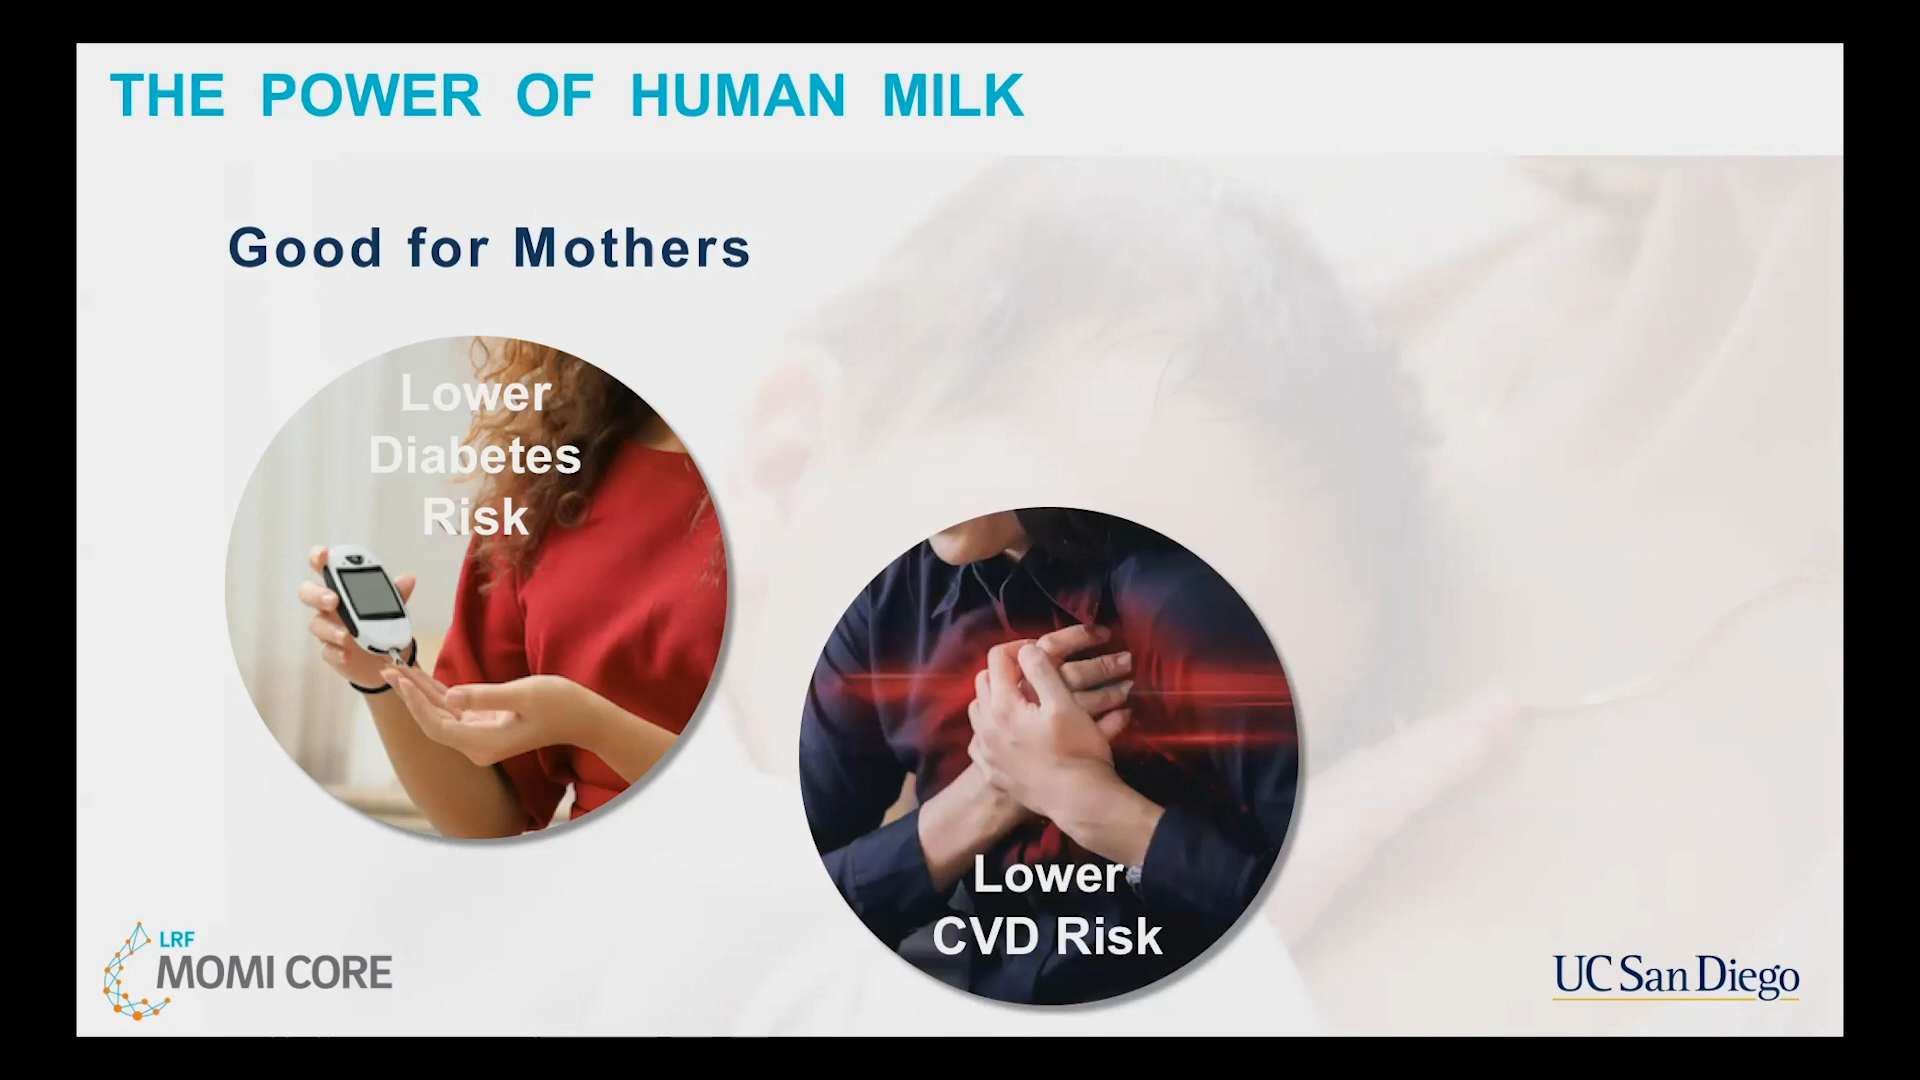 THE POWER OF HUMAN MILK
Good for Mothers
Lower
Diabetes
Risk
Lower
CVD Risk
LRF
MOMI CORE
UC San Diego